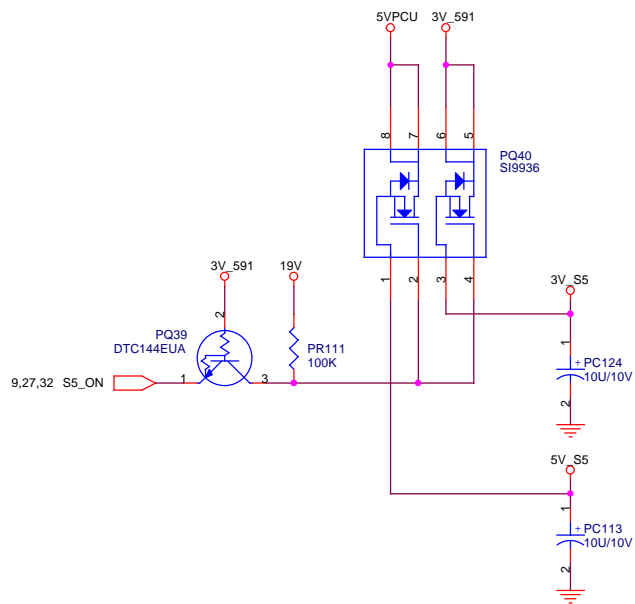 5VPCU 3V_591
8 7 6 5
PQ40
SI9936
1 2 3 4
3V_591 19V
2
PQ39
DTC144EUA
PR111
100K
9,27,32 S5_ON
1 3
3V_S5
1
+ PC124
10U/10V
2
5V_S5
1
+ PC113
10U/10V
2